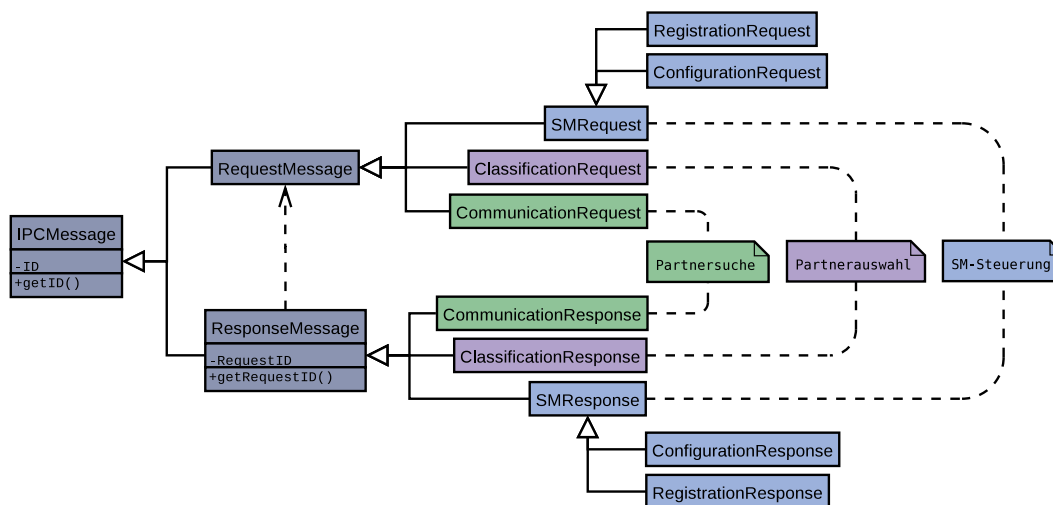 RegistrationRequest
ConfigurationRequest
SMRequest
ClassificationRequest
RequestMessage
CommunicationRequest
IPCMessage
-ID
+getID()
Partnersuche
Partnerauswahl
SM-Steuerung
CommunicationResponse
ResponseMessage
-RequestID
+getRequestID()
ClassificationResponse
SMResponse
ConfigurationResponse
RegistrationResponse